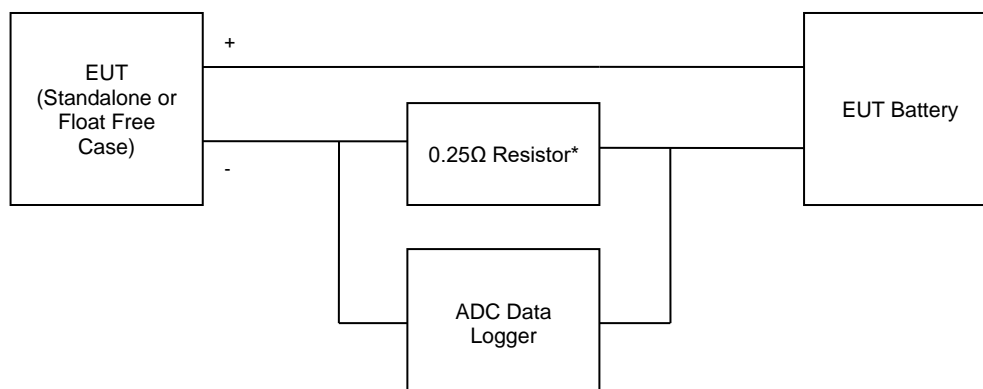 +
EUT
(Standalone or
Float Free
Case)
EUT Battery
0.25Ω Resistor*
-
ADC Data
Logger